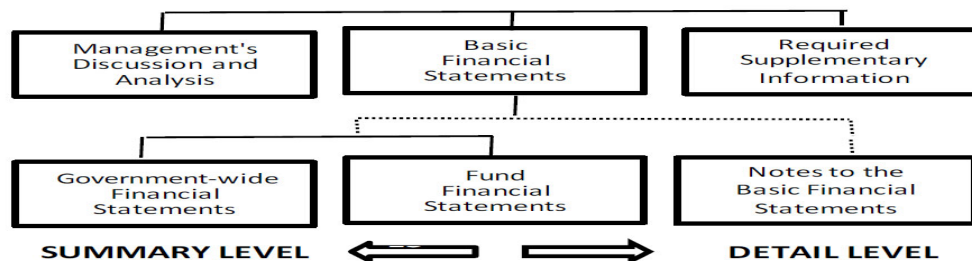 Management's
Discussion and
Analysis
Basic
Financial
Statements
Required
Supplementary
Information
Government-wide
Financial
Statements
Fund
Financial
Statements
Notes to the
Basic Financial
Statements
SUMMARY LEVEL
DETAIL LEVEL